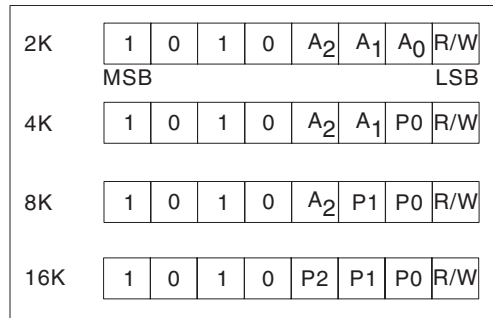 2K 1 0 1 0 A2 A1 A0 R/W
MSB LSB
4K 1 0 1 0 A2 A1 P0 R/W
8K 1 0 1 0 A2 P1 P0 R/W
16K 1 0 1 0 P2 P1 P0 R/W